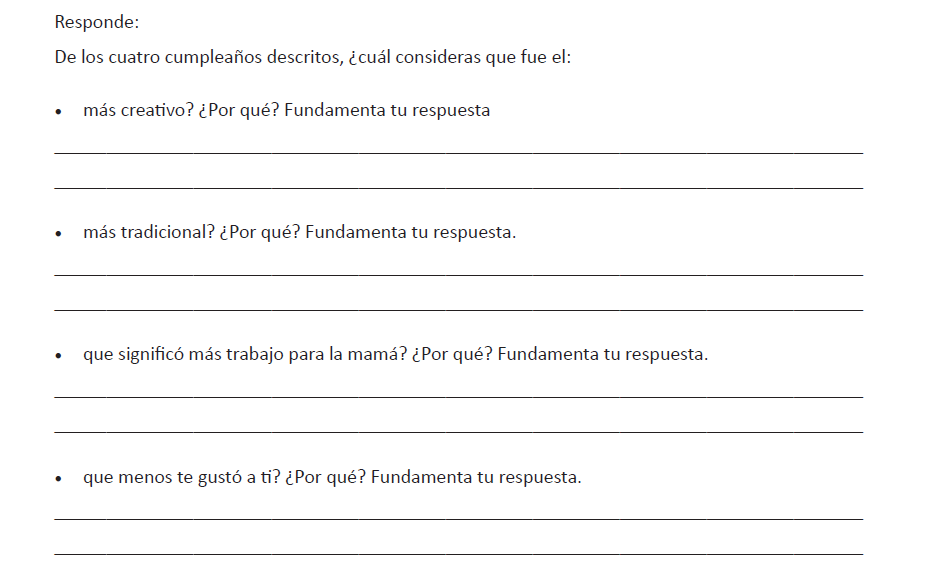 Responde:
De los cuatro cumpleaños descritos, ¿cuál consideras que fue el:
• más creativo? ¿Por qué? Fundamenta tu respuesta
• más tradicional? ¿Por qué? Fundamenta tu respuesta.
• que significó más trabajo para la mamá? ¿Por qué? Fundamenta tu respuesta.
• que menos te gustó a ti? ¿Por qué? Fundamenta tu respuesta.